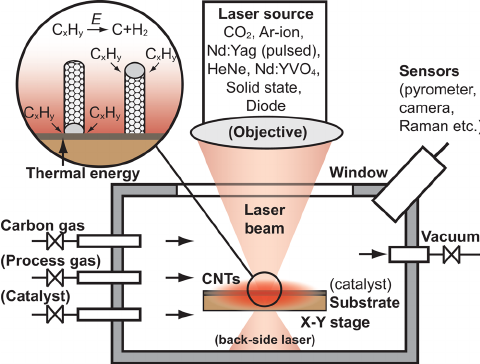 CxHy E→ C+H₂
CxHy CxHy
CxHy CxHy
Thermal energy
Laser source
CO₂, Ar-ion,
Nd:Yag (pulsed),
HeNe, Nd:YVO₄,
Solid state,
Diode
(Objective)
Sensors
(pyrometer,
camera,
Raman etc.)
Window
Laser
beam
Carbon gas
(Process gas)
(Catalyst)
Vacuum
CNTs
(catalyst)
Substrate
X-Y stage
(back-side laser)